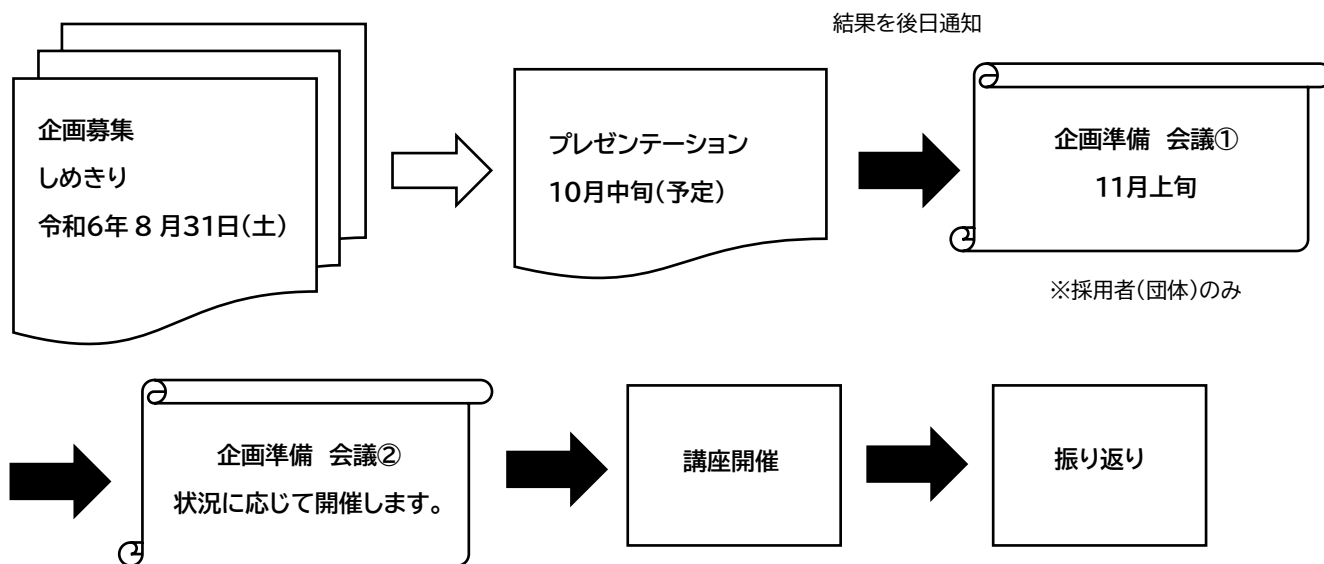 結果を後日通知
企画募集
しめきり
令和6年 8 月31日(土)
プレゼンテーション
10月中旬(予定)
企画準備 会議①
11月上旬
※採用者(団体)のみ
企画準備 会議②
状況に応じて開催します。
講座開催
振り返り